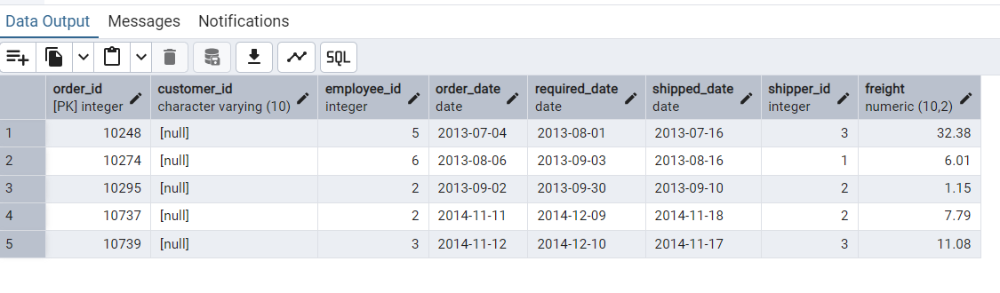 Data Output Messages Notifications
SQL
order_id customer_id employee_id order_date required_date shipped_date shipper_id freight
[PK] integer character varying (10) integer date date date integer numeric (10,2)
1 10248 [null] 5 2013-07-04 2013-08-01 2013-07-16 3 32.38
2 10274 [null] 6 2013-08-06 2013-09-03 2013-08-16 1 6.01
3 10295 [null] 2 2013-09-02 2013-09-30 2013-09-10 2 1.15
4 10737 [null] 2 2014-11-11 2014-12-09 2014-11-18 2 7.79
5 10739 [null] 3 2014-11-12 2014-12-10 2014-11-17 3 11.08